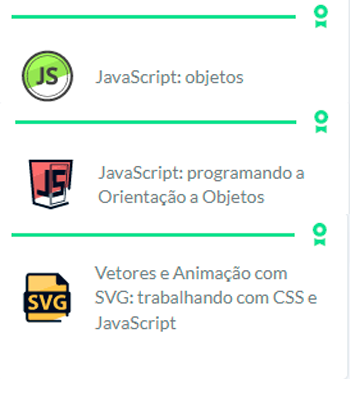 JS
JavaScript: objetos
JS
JavaScript: programando a
Orientação a Objetos
SVG
Vetores e Animação com
SVG: trabalhando com CSS e
JavaScript